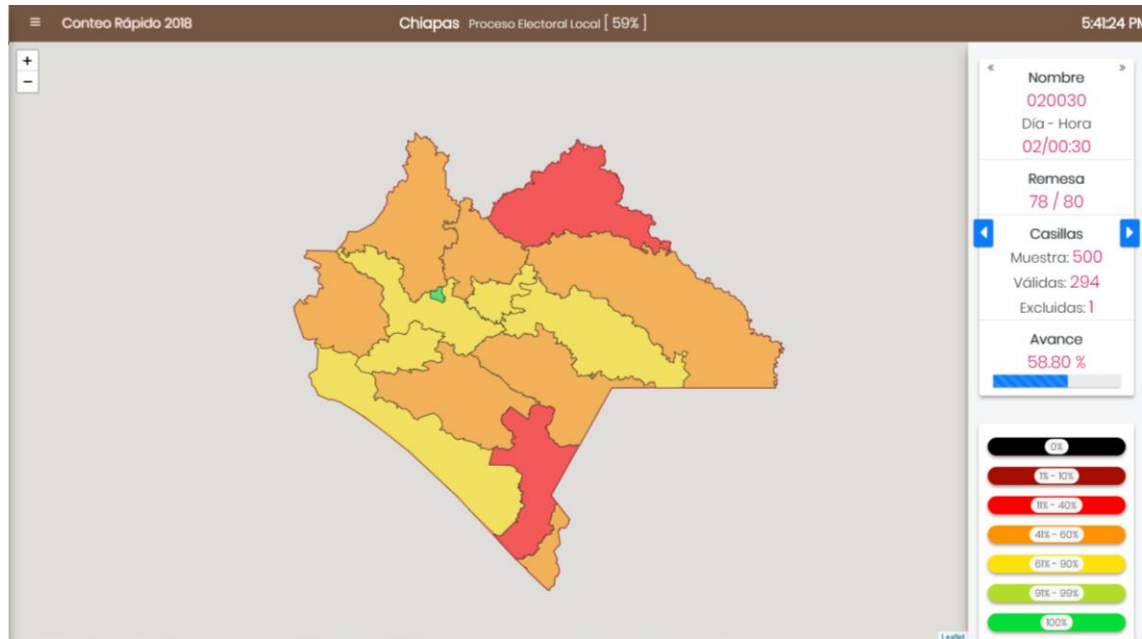 ≡ Conteo Rápido 2018 Chiapas Proceso Electoral Local [ 59% ] 5:41:24 PM
+
−
« »
Nombre
020030
Día - Hora
02/00:30
Remesa
78 / 80
Casillas
Muestra: 500
Válidas: 294
Excluidas: 1
Avance
58.80 %
0%
1% - 10%
11% - 40%
41% - 60%
61% - 90%
91% - 99%
100%
Leaflet